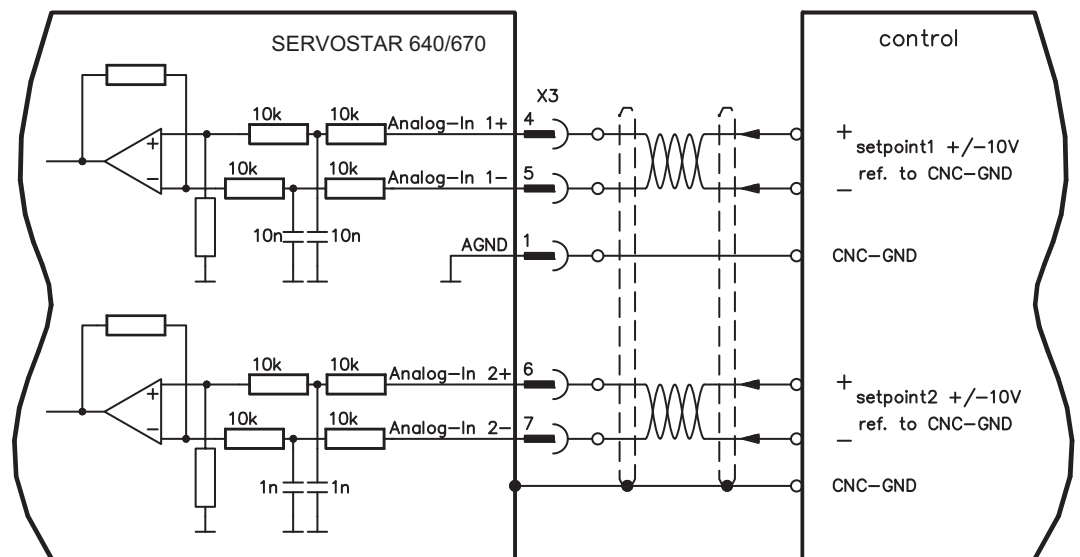 SERVOSTAR 640/670
control
X3
10k
10k
Analog-In 1+
4
+
−
10k
10k
Analog-In 1−
5
+
setpoint1 +/−10V
ref. to CNC-GND
−
10n
10n
AGND
1
CNC-GND
10k
10k
Analog-In 2+
6
+
−
10k
10k
Analog-In 2−
7
+
setpoint2 +/−10V
ref. to CNC-GND
−
1n
1n
CNC-GND